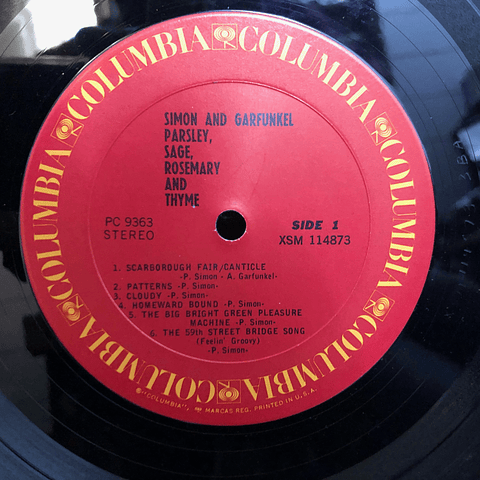 COLUMBIA COLUMBIA COLUMBIA COLUMBIA COLUMBIA COLUMBIA
SIMON AND GARFUNKEL
PARSLEY,
SAGE,
ROSEMARY
AND
THYME
PC 9363
STEREO
SIDE 1
XSM 114873
1. SCARBOROUGH FAIR/CANTICLE
-P. Simon - A. Garfunkel-
2. PATTERNS -P. Simon-
3. CLOUDY -P. Simon-
4. HOMEWARD BOUND -P. Simon-
5. THE BIG BRIGHT GREEN PLEASURE
MACHINE -P. Simon-
6. THE 59th STREET BRIDGE SONG
(Feelin' Groovy)
-P. Simon-
®"COLUMBIA", MARCAS REG. PRINTED IN U.S.A.